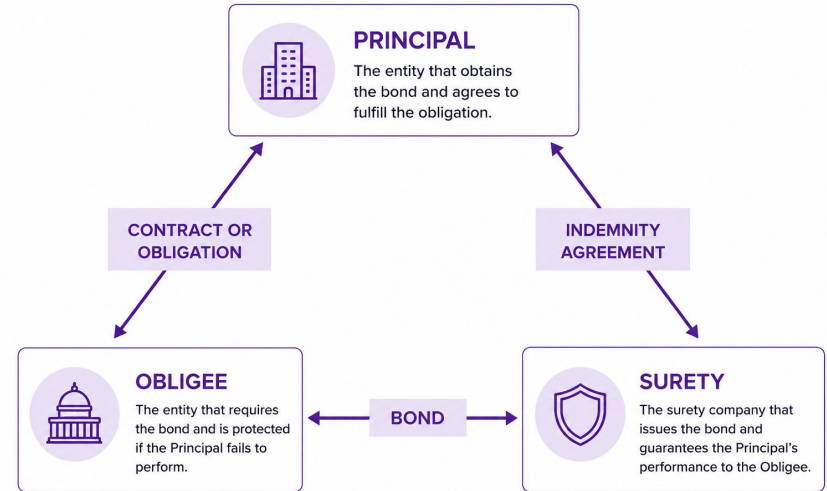 PRINCIPAL
The entity that obtains
the bond and agrees to
fulfill the obligation.
CONTRACT OR
OBLIGATION
INDEMNITY
AGREEMENT
OBLIGEE
The entity that requires
the bond and is protected
if the Principal fails to
perform.
BOND
SURETY
The surety company that
issues the bond and
guarantees the Principal's
performance to the Obligee.